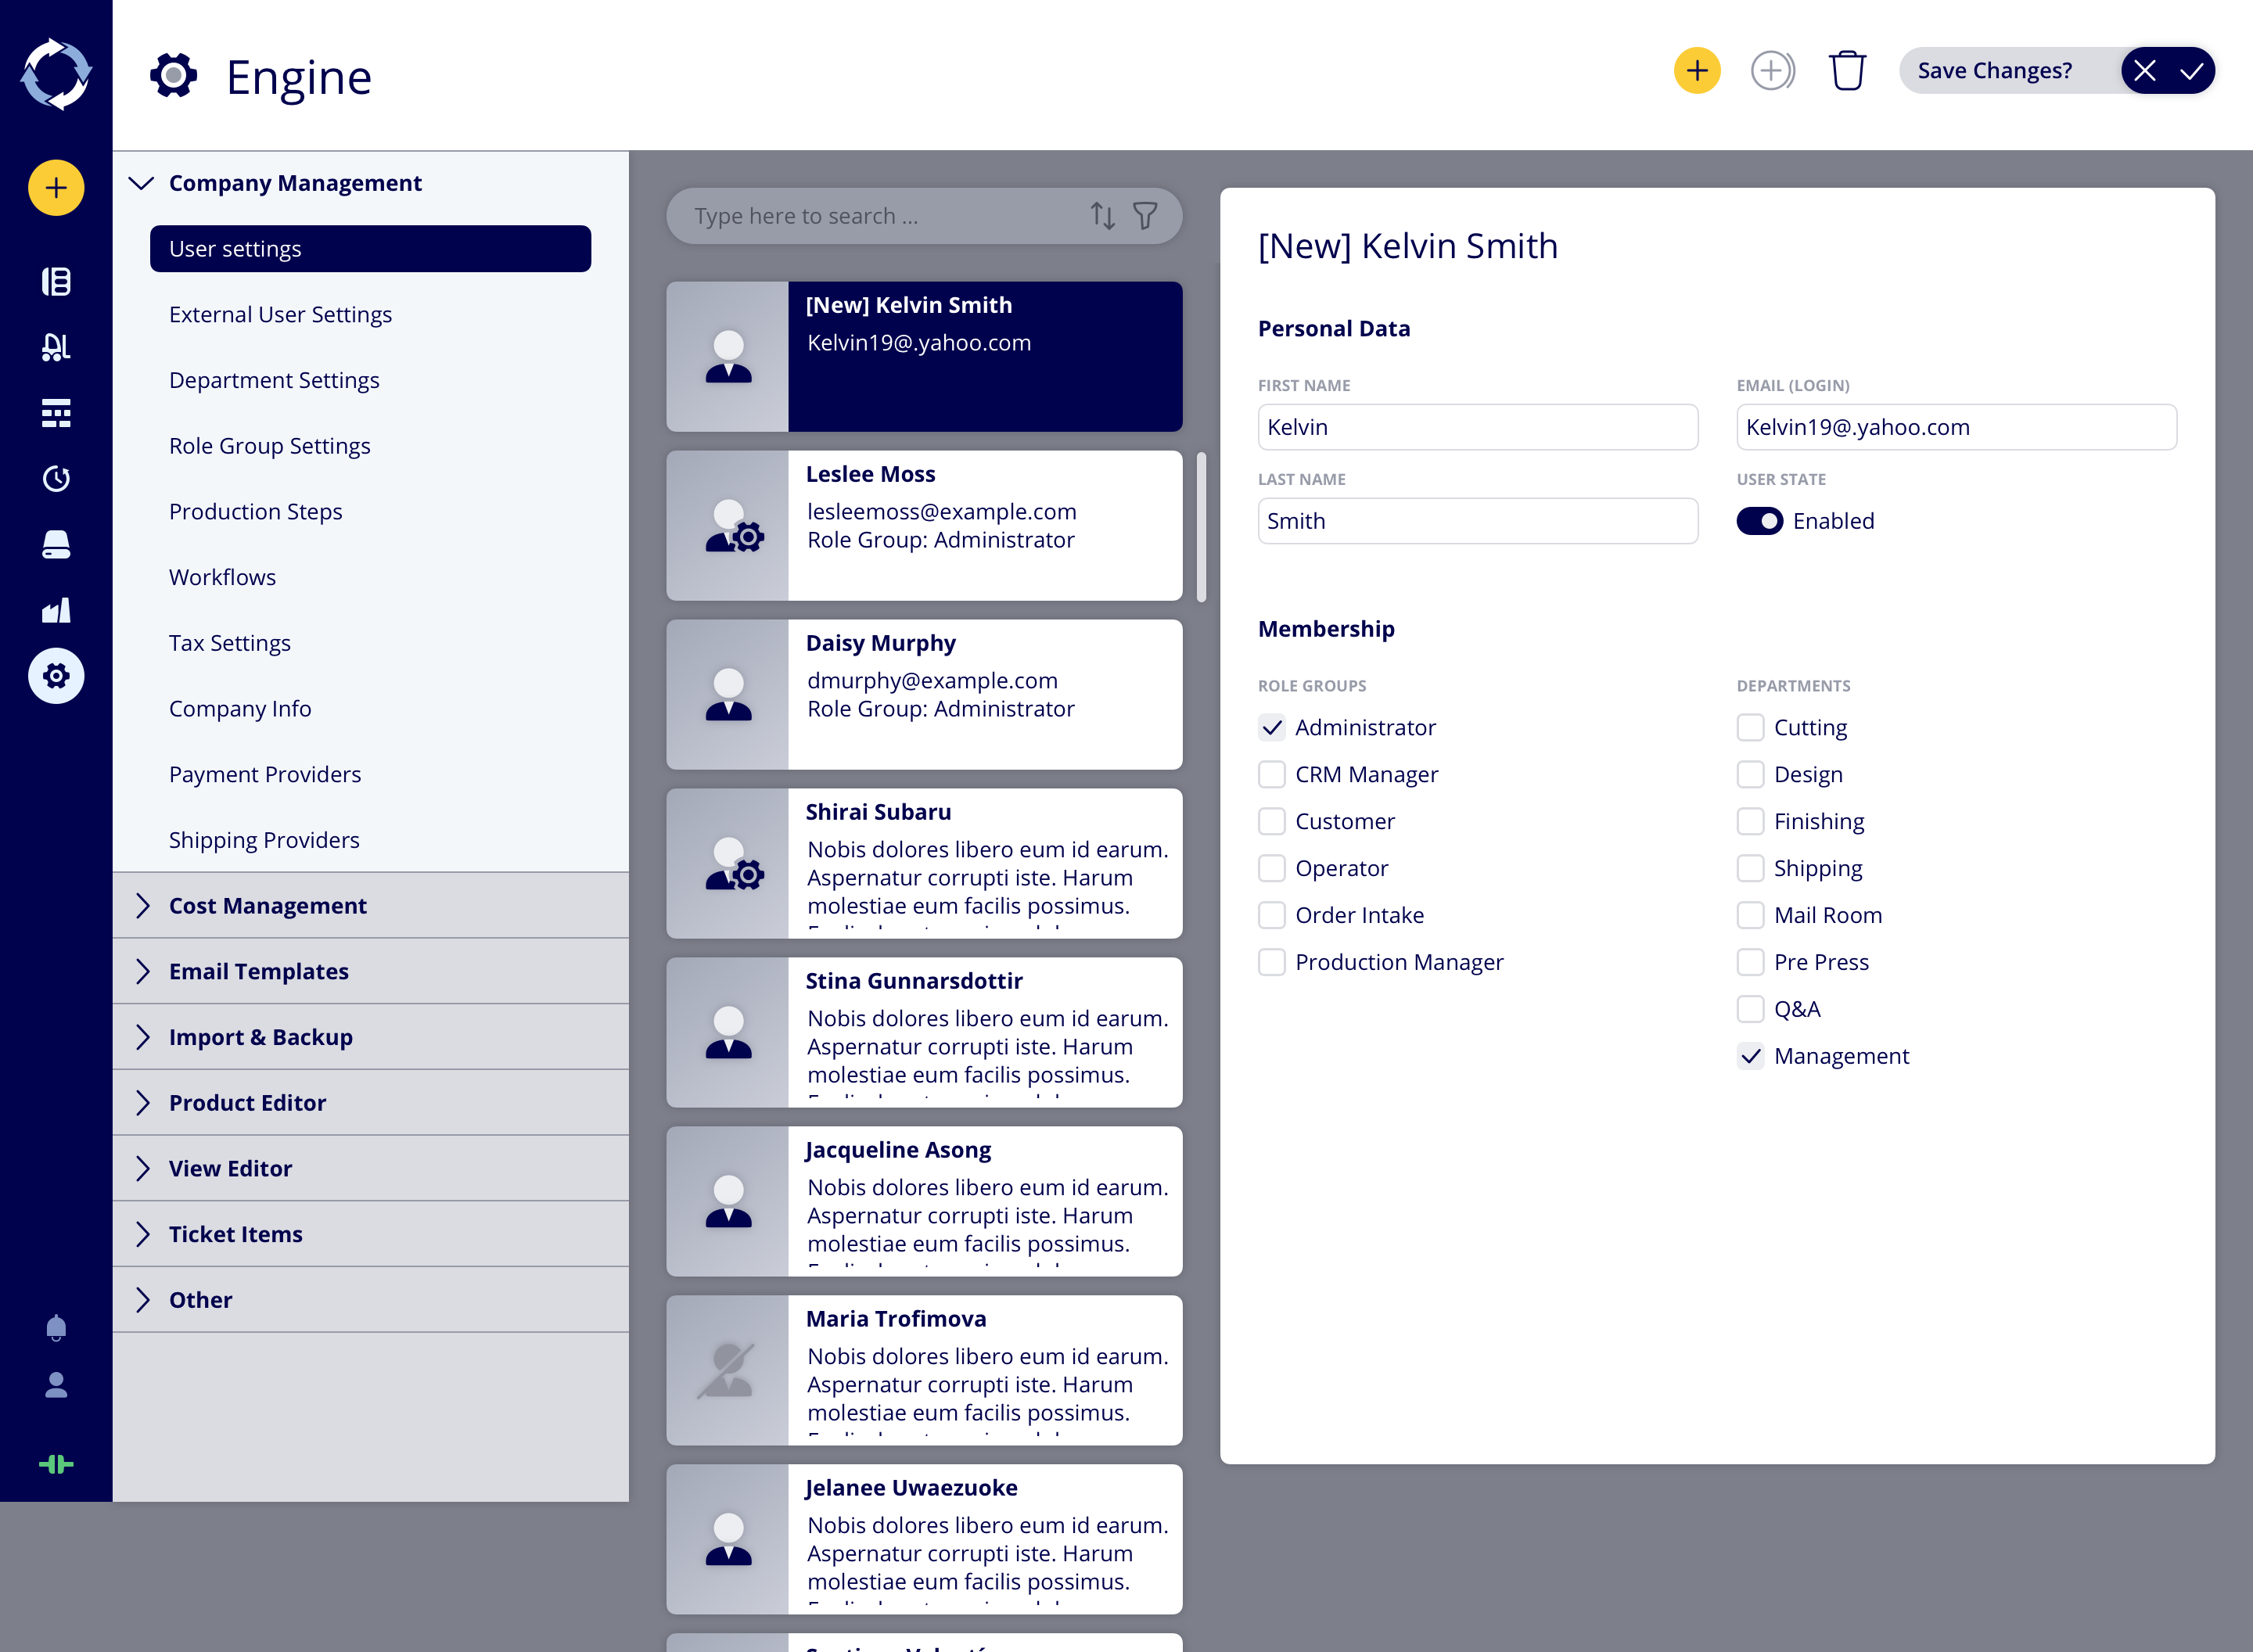 Engine
Save Changes?
Company Management
User settings
External User Settings
Department Settings
Role Group Settings
Production Steps
Workflows
Tax Settings
Company Info
Payment Providers
Shipping Providers
Cost Management
Email Templates
Import & Backup
Product Editor
View Editor
Ticket Items
Other
Type here to search ...
[New] Kelvin Smith
Kelvin19@.yahoo.com
Leslee Moss
lesleemoss@example.com
Role Group: Administrator
Daisy Murphy
dmurphy@example.com
Role Group: Administrator
Shirai Subaru
Nobis dolores libero eum id earum.
Aspernatur corrupti iste. Harum
molestiae eum facilis possimus.
Stina Gunnarsdottir
Nobis dolores libero eum id earum.
Aspernatur corrupti iste. Harum
molestiae eum facilis possimus.
Jacqueline Asong
Nobis dolores libero eum id earum.
Aspernatur corrupti iste. Harum
molestiae eum facilis possimus.
Maria Trofimova
Nobis dolores libero eum id earum.
Aspernatur corrupti iste. Harum
molestiae eum facilis possimus.
Jelanee Uwaezuoke
Nobis dolores libero eum id earum.
Aspernatur corrupti iste. Harum
molestiae eum facilis possimus.
[New] Kelvin Smith
Personal Data
FIRST NAME
Kelvin
EMAIL (LOGIN)
Kelvin19@.yahoo.com
LAST NAME
Smith
USER STATE
Enabled
Membership
ROLE GROUPS
Administrator
CRM Manager
Customer
Operator
Order Intake
Production Manager
DEPARTMENTS
Cutting
Design
Finishing
Shipping
Mail Room
Pre Press
Q&A
Management